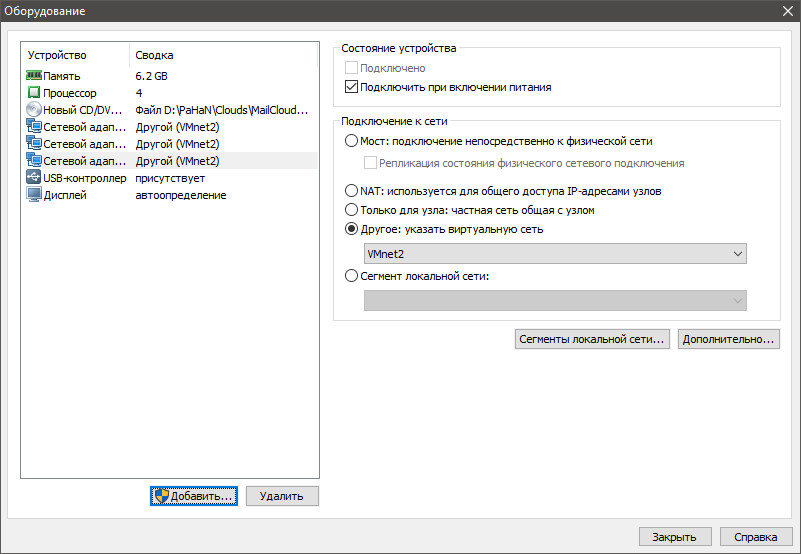 Оборудование
Устройство Сводка
Память 6.2 GB
Процессор 4
Новый CD/DV... Файл D:\PaHaN\Clouds\MailCloud...
Сетевой адап... Другой (VMnet2)
Сетевой адап... Другой (VMnet2)
Сетевой адап... Другой (VMnet2)
USB-контроллер присутствует
Дисплей автоопределение
Добавить... Удалить
Состояние устройства
Подключено
Подключить при включении питания
Подключение к сети
Мост: подключение непосредственно к физической сети
Репликация состояния физического сетевого подключения
NAT: используется для общего доступа IP-адресами узлов
Только для узла: частная сеть общая с узлом
Другое: указать виртуальную сеть
VMnet2
Сегмент локальной сети:
Сегменты локальной сети... Дополнительно...
Закрыть Справка